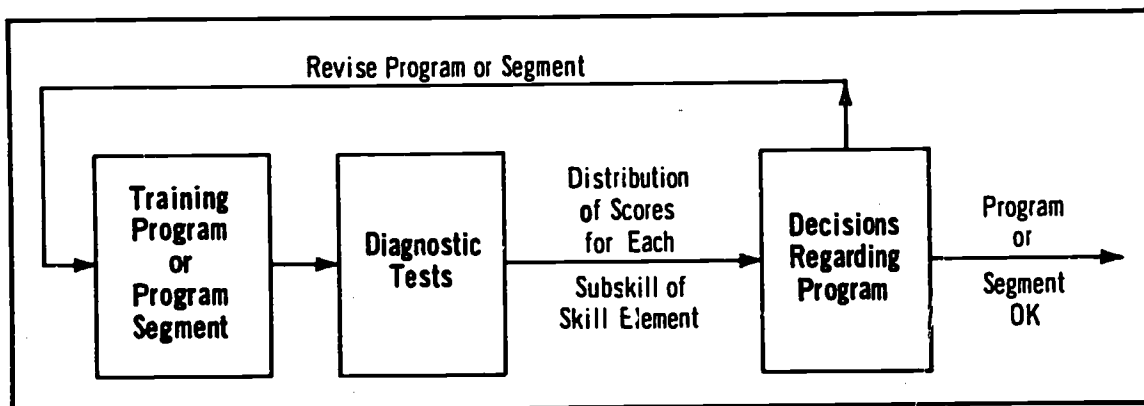 Revise Program or Segment
Training
Program
or
Program
Segment
Diagnostic
Tests
Distribution
of Scores
for Each
Subskill of
Skill Element
Decisions
Regarding
Program
Program
or
Segment
OK